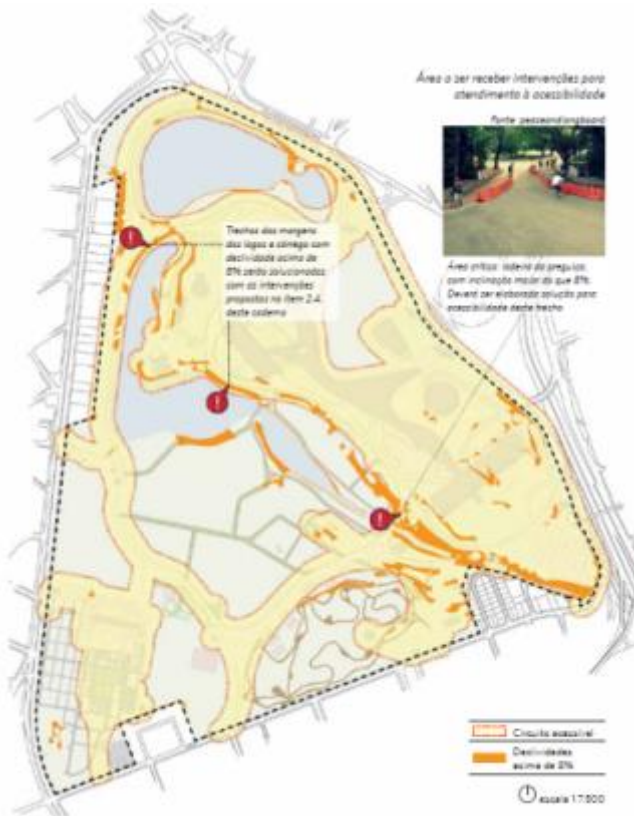 Área a ser receber intervenções para
atendimento à acessibilidade
Fonte: peaceandlongboard
Trechos das margens
dos lagos e córrego com
declividade acima de
8% serão solucionados
com as intervenções
propostas no item 2.4.
deste caderno
Área crítica: ladeira da preguiça,
com inclinação maior do que 8%.
Deverá ser elaborada solução para
acessibilidade deste trecho
Circuito acessível
Declividades
acima de 8%
escala 1:7.500